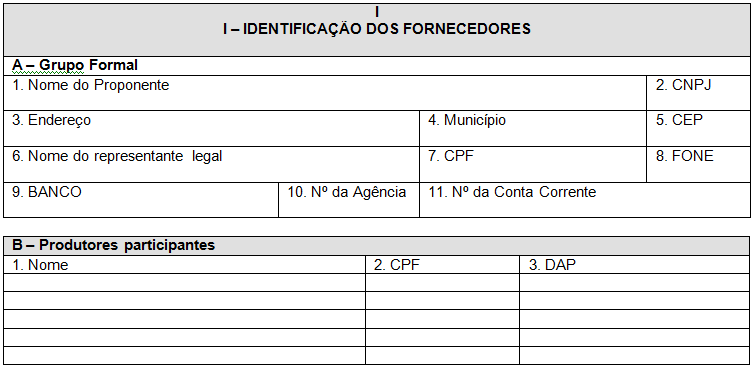 I
I – IDENTIFICAÇÃO DOS FORNECEDORES
A – Grupo Formal
1. Nome do Proponente 2. CNPJ
3. Endereço 4. Município 5. CEP
6. Nome do representante legal 7. CPF 8. FONE
9. BANCO 10. Nº da Agência 11. Nº da Conta Corrente
B – Produtores participantes
1. Nome 2. CPF 3. DAP